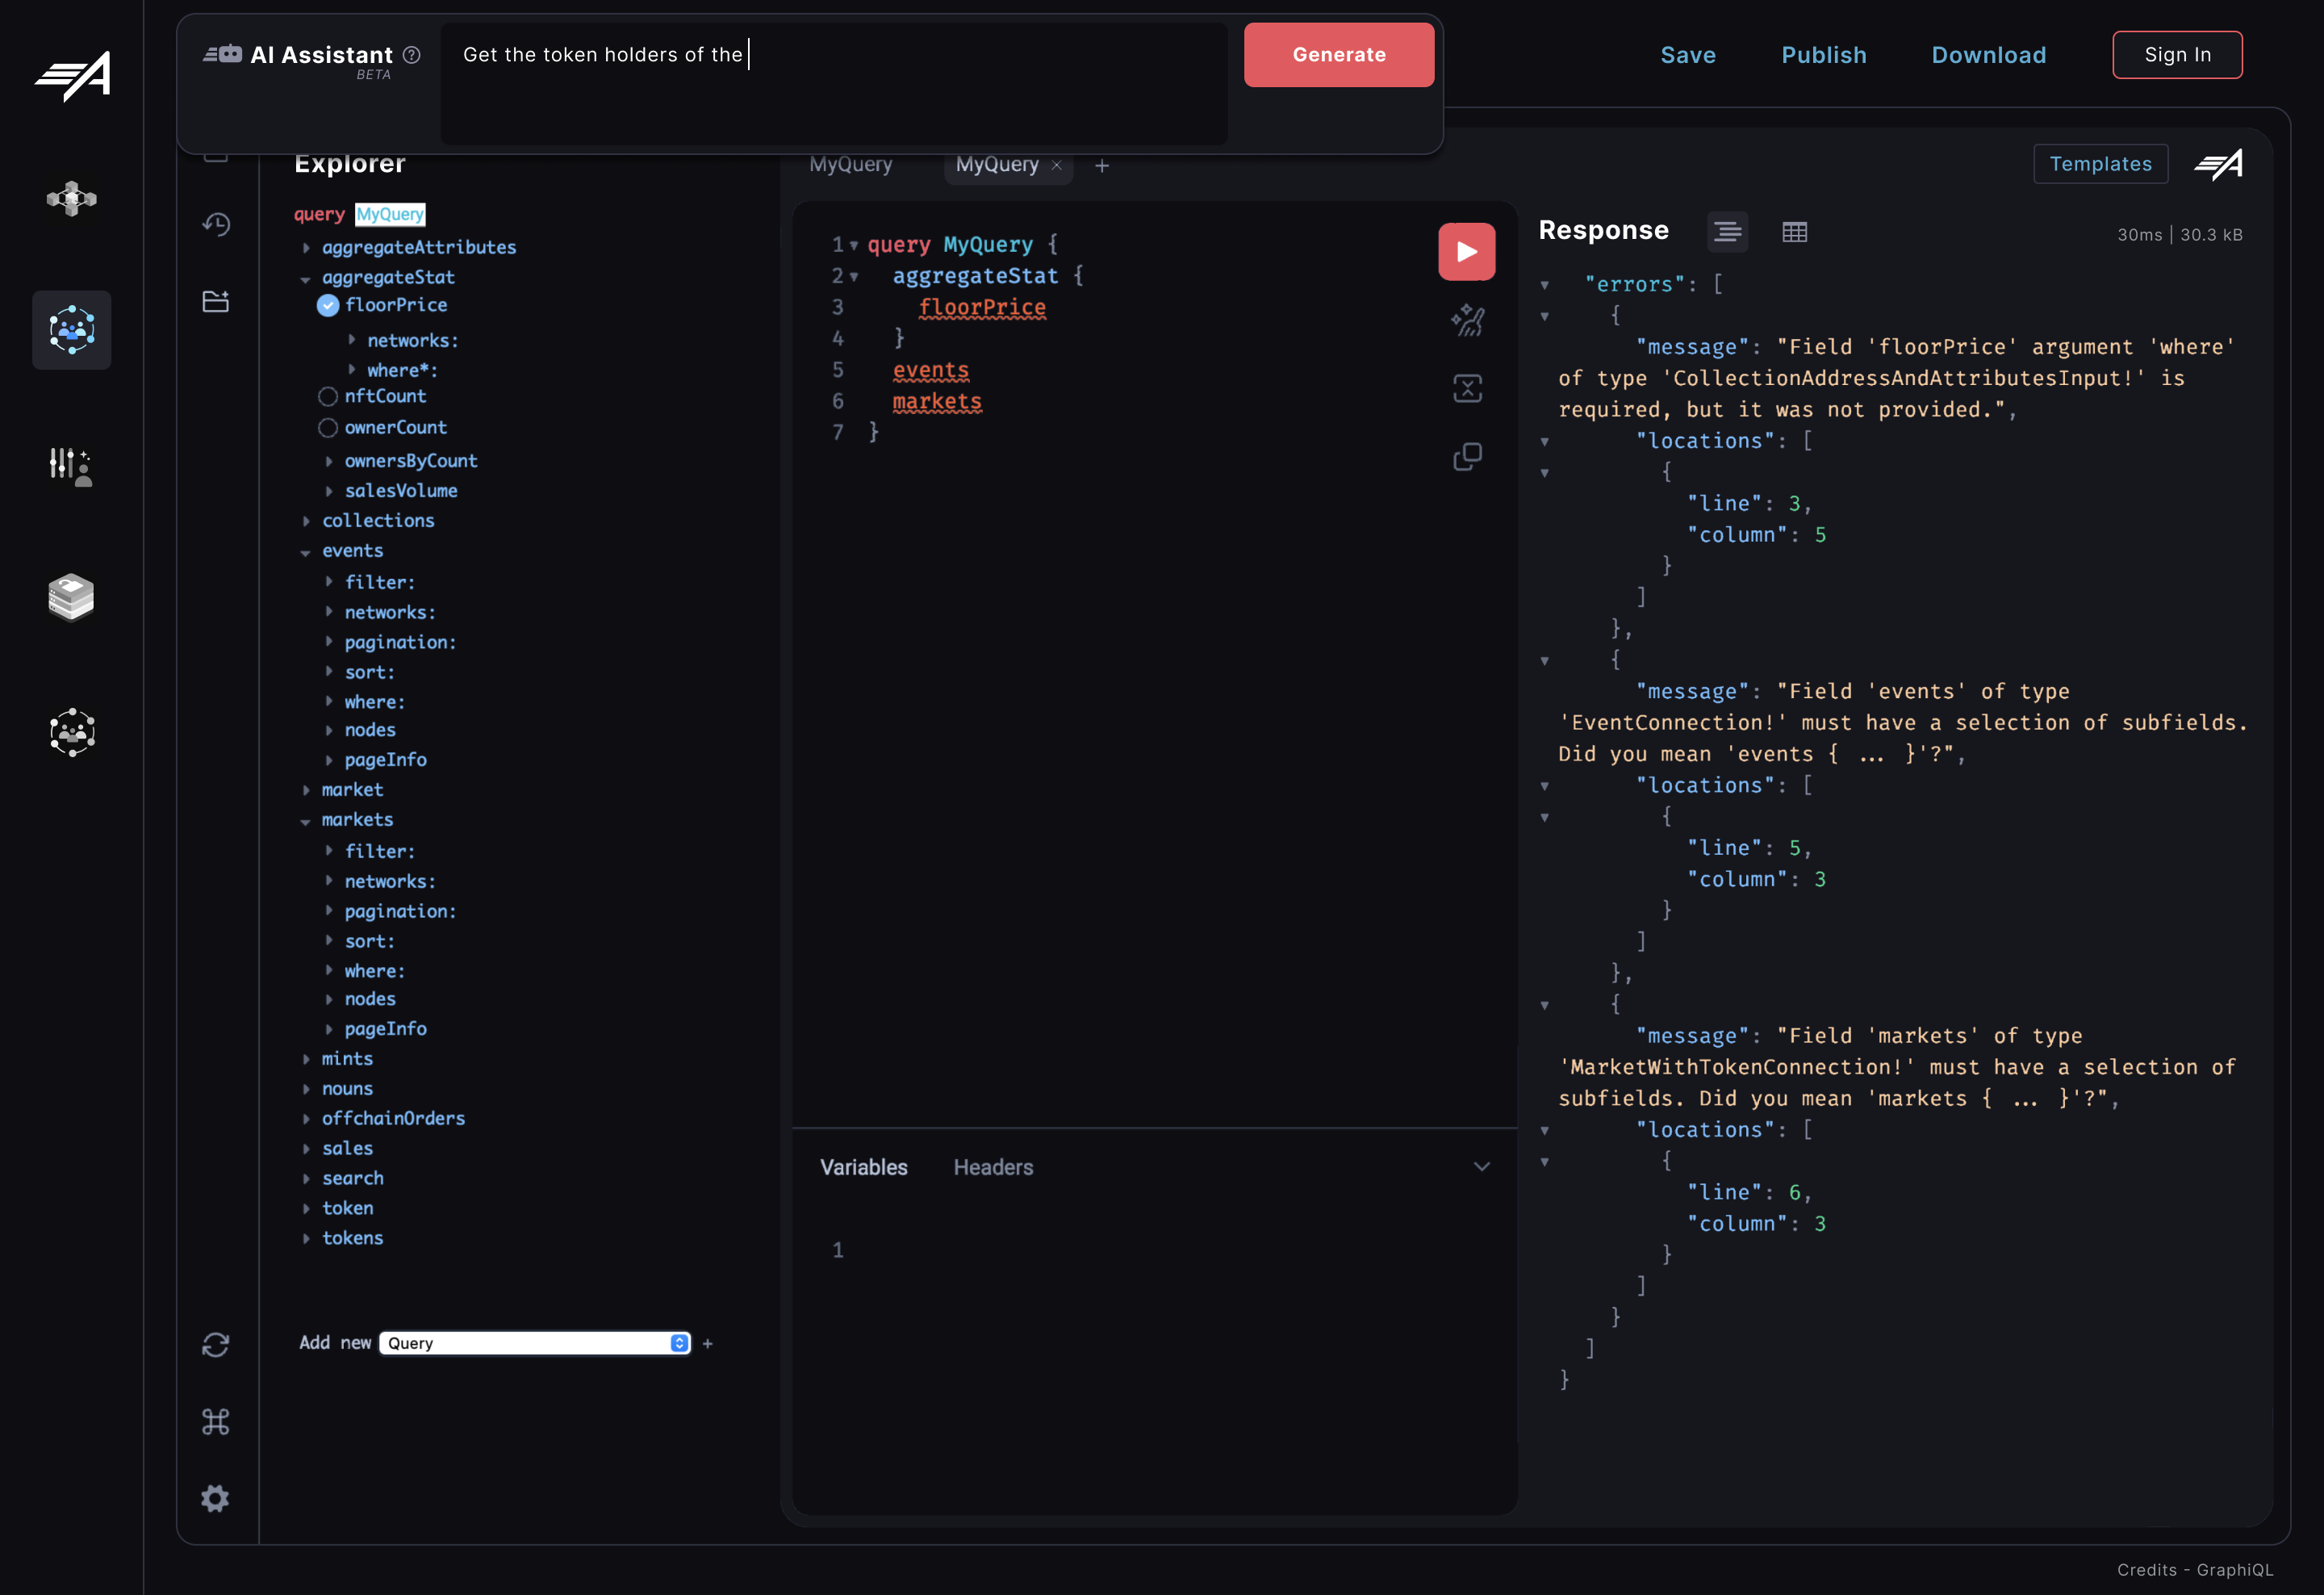 AI Assistant
BETA
Get the token holders of the
Generate
Save
Publish
Download
Sign In
Explorer
query MyQuery
aggregateAttributes
aggregateStat
floorPrice
networks:
where*:
nftCount
ownerCount
ownersByCount
salesVolume
collections
events
filter:
networks:
pagination:
sort:
where:
nodes
pageInfo
market
markets
filter:
networks:
pagination:
sort:
where:
nodes
pageInfo
mints
nouns
offchainOrders
sales
search
token
tokens
Add new Query +
MyQuery
MyQuery × +
1 query MyQuery {
2 aggregateStat {
3 floorPrice
4 }
5 events
6 markets
7 }
Variables
Headers
1
Templates
Response
30ms | 30.3 kB
"errors": [
{
"message": "Field 'floorPrice' argument 'where'
of type 'CollectionAddressAndAttributesInput!' is
required, but it was not provided.",
"locations": [
{
"line": 3,
"column": 5
}
]
},
{
"message": "Field 'events' of type
'EventConnection!' must have a selection of subfields.
Did you mean 'events { ... }'?",
"locations": [
{
"line": 5,
"column": 3
}
]
},
{
"message": "Field 'markets' of type
'MarketWithTokenConnection!' must have a selection of
subfields. Did you mean 'markets { ... }'?",
"locations": [
{
"line": 6,
"column": 3
}
]
}
]
}
Credits - GraphiQL